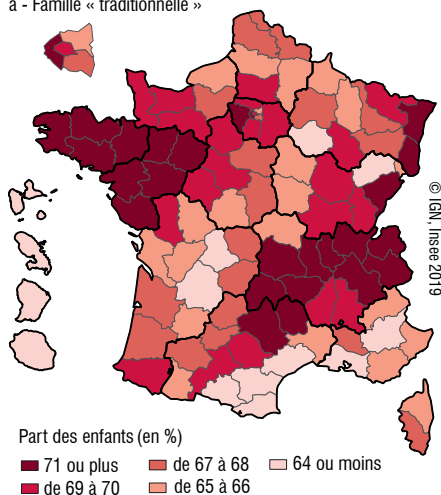 a - Famille « traditionnelle »
© IGN, Insee 2019
Part des enfants (en %)
71 ou plus
de 67 à 68
64 ou moins
de 69 à 70
de 65 à 66